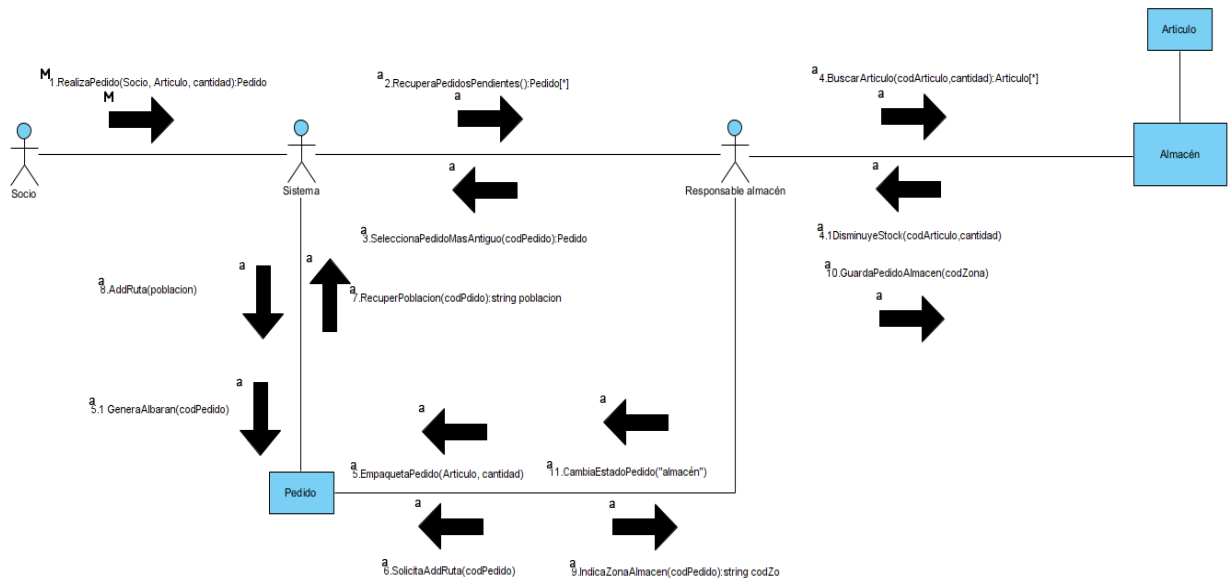 Articulo
M
1.RealizaPedido(Socio, Articulo, cantidad):Pedido
M
a
2.RecuperaPedidosPendientes():Pedido[*]
a
a
4.BuscarArticulo(codArticulo,cantidad):Articulo[*]
a
Socio
Sistema
Responsable almacén
Almacén
a
a
3.SeleccionaPedidoMasAntiguo(codPedido):Pedido
a
a
4.1DisminuyeStock(codArticulo,cantidad)
a
8.AddRuta(poblacion)
a
a
a
7.RecuperPoblacion(codPdido):string poblacion
a
10.GuardaPedidoAlmacen(codZona)
a
a
5.1 GeneraAlbaran(codPedido)
a
a
a
Pedido
a
5.EmpaquetaPedido(Articulo, cantidad)
a
11.CambiaEstadoPedido("almacén")
a
a
a
6.SolicitaAddRuta(codPedido)
a
9.IndicaZonaAlmacen(codPedido):string codZo